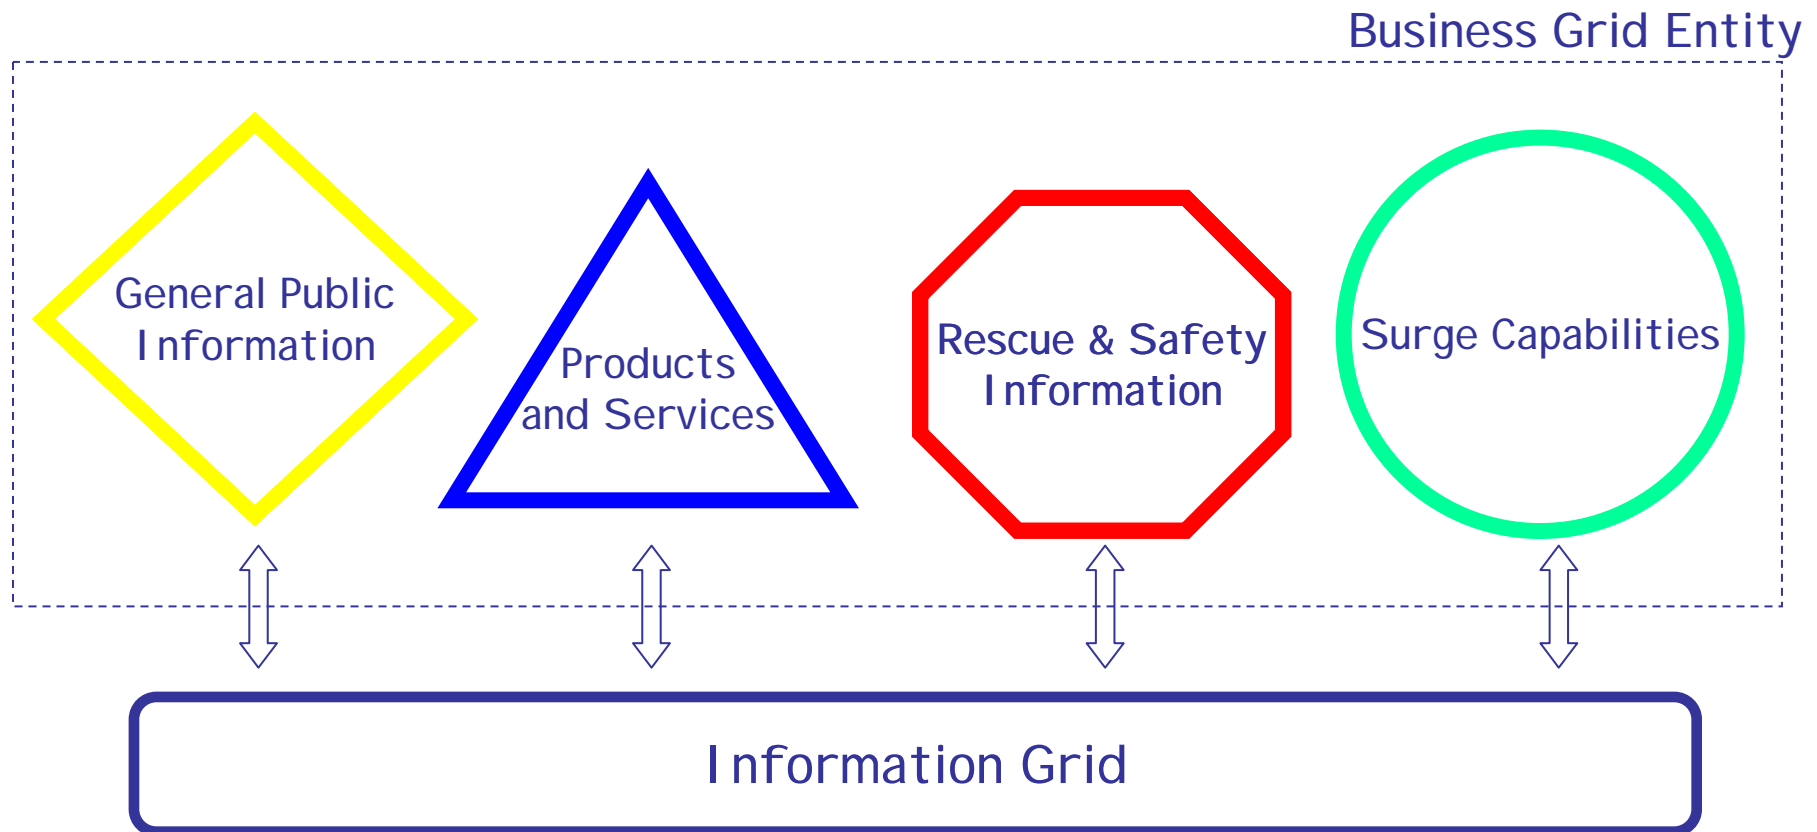 Business Grid Entity
General Public
Information
Products
and Services
Rescue & Safety
Information
Surge Capabilities
Information Grid